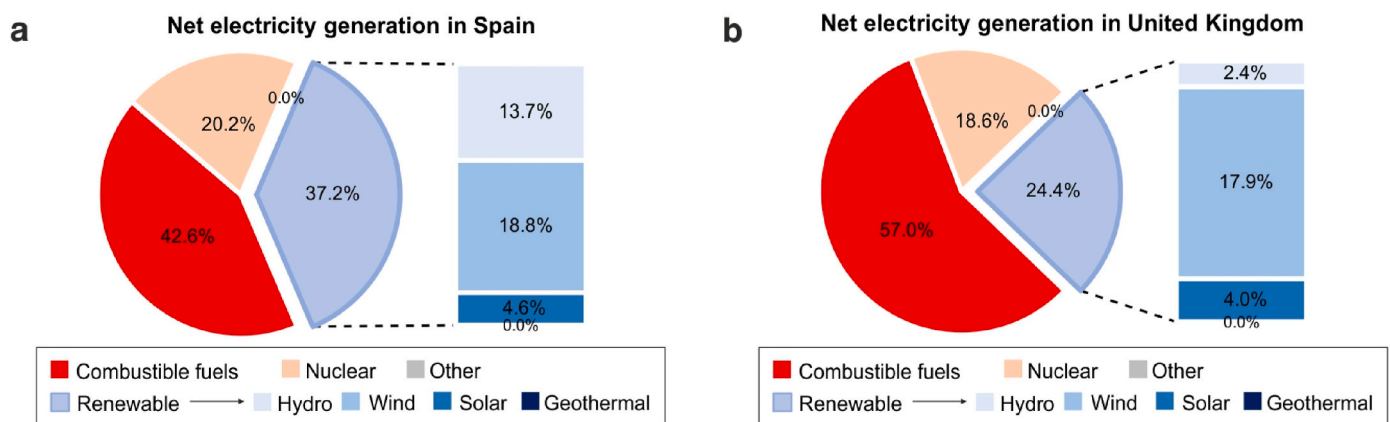 a
Net electricity generation in Spain
0.0%
20.2%
37.2%
42.6%
13.7%
18.8%
4.6%
0.0%
Combustible fuels Nuclear Other
Renewable Hydro Wind Solar Geothermal
b
Net electricity generation in United Kingdom
0.0%
18.6%
24.4%
57.0%
2.4%
17.9%
4.0%
0.0%
Combustible fuels Nuclear Other
Renewable Hydro Wind Solar Geothermal